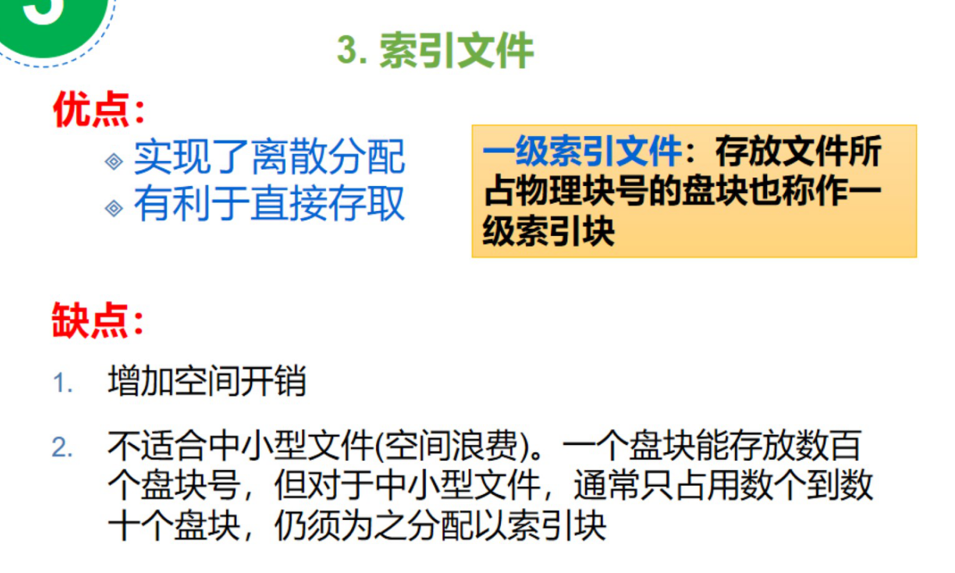 3
3. 索引文件
优点：
实现了离散分配
有利于直接存取
一级索引文件：存放文件所
占物理块号的盘块也称作一
级索引块
缺点：
1. 增加空间开销
2. 不适合中小型文件(空间浪费)。一个盘块能存放数百
个盘块号，但对于中小型文件，通常只占用数个到数
十个盘块，仍须为之分配以索引块